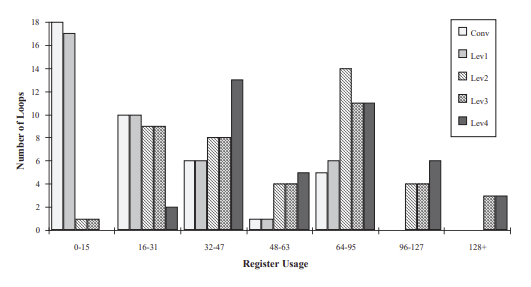 18
16
14
12
10
8
6
4
2
0
Number of Loops
0-15 16-31 32-47 48-63 64-95 96-127 128+
Register Usage
Conv
Lev1
Lev2
Lev3
Lev4